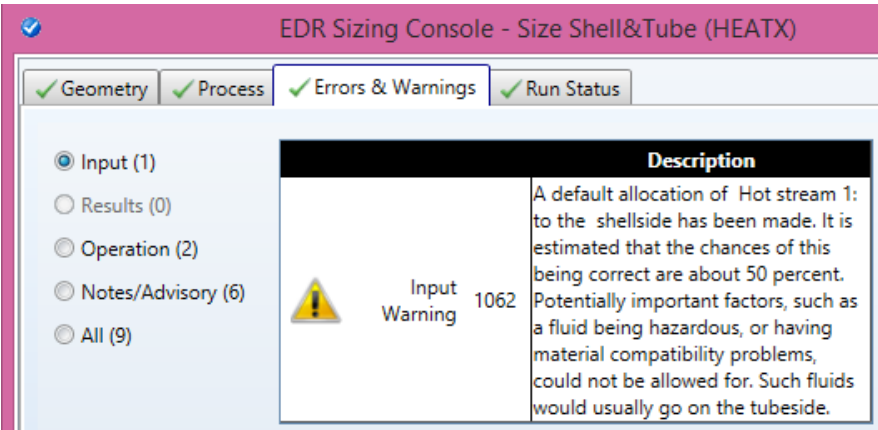 EDR Sizing Console - Size Shell&Tube (HEATX)
Geometry
Process
Errors & Warnings
Run Status
Input (1)
Results (0)
Operation (2)
Notes/Advisory (6)
All (9)
Description
Input
Warning
1062
A default allocation of  Hot stream 1:
to the  shellside has been made. It is
estimated that the chances of this
being correct are about 50 percent.
Potentially important factors, such as
a fluid being hazardous, or having
material compatibility problems,
could not be allowed for. Such fluids
would usually go on the tubeside.